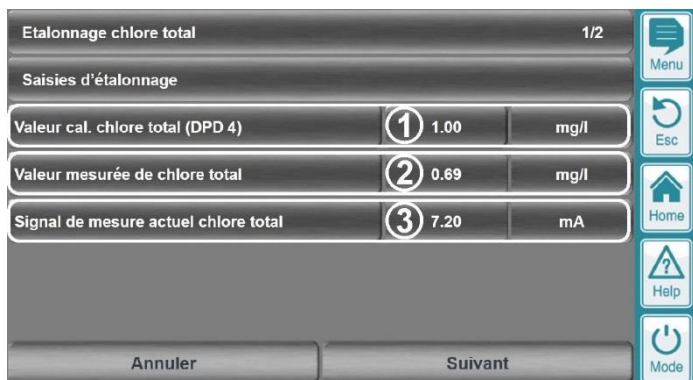 Etalonnage chlore total 1/2
Menu
Saisies d'étalonnage
Valeur cal. chlore total (DPD 4) 1 1.00 mg/l
Esc
Valeur mesurée de chlore total 2 0.69 mg/l
Home
Signal de mesure actuel chlore total 3 7.20 mA
?
Help
Annuler Suivant
Mode